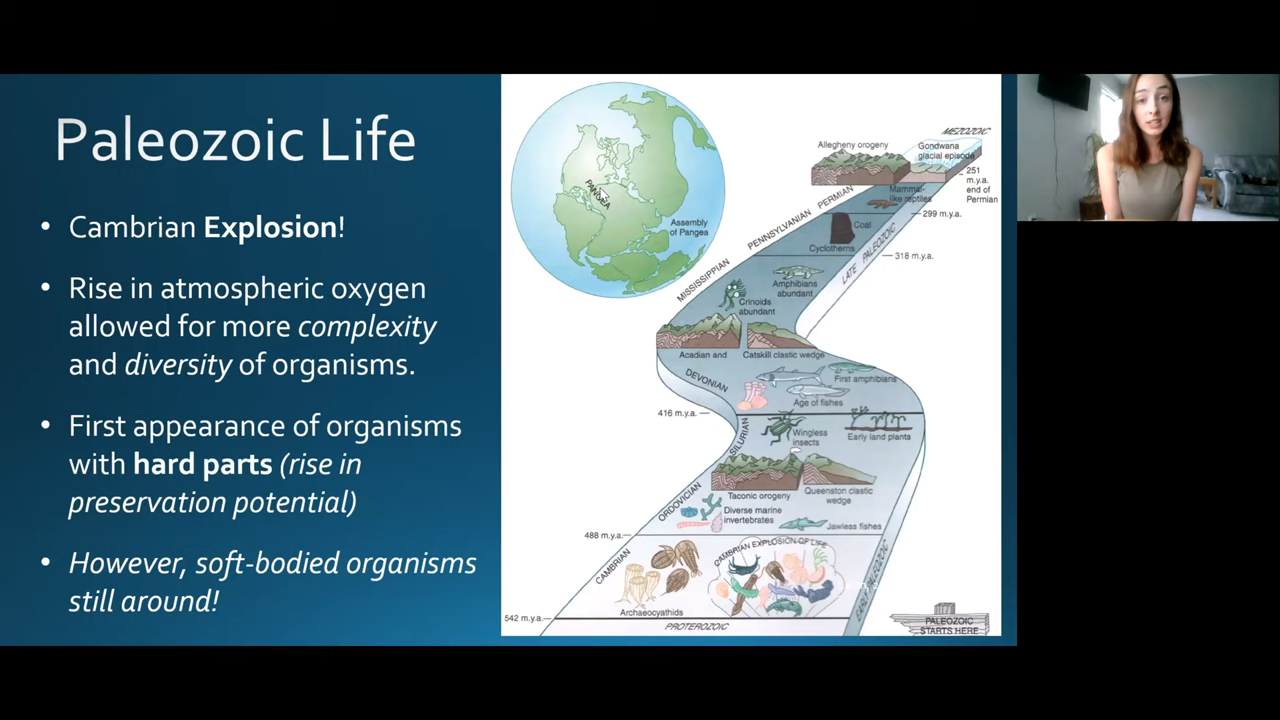 Paleozoic Life
• Cambrian Explosion!
• Rise in atmospheric oxygen
allowed for more complexity
and diversity of organisms.
• First appearance of organisms
with hard parts (rise in
preservation potential)
• However, soft-bodied organisms
still around!
PANGEA
Assembly
of Pangea
MEZOZOIC
Allegheny orogeny
Gondwana
glacial episode
251
m.y.a.
end of
Permian
Mammal-
like reptiles
299 m.y.a.
PERMIAN
Coal
Cyclotherns
PENNSYLVANIAN
LATE PALEOZOIC
318 m.y.a.
MISSISSIPPIAN
Amphibians
abundant
Crinoids
abundant
Acadian and
Catskill clastic wedge
DEVONIAN
First amphibians
Age of fishes
416 m.y.a.
SILURIAN
Wingless
insects
Early land plants
Taconic orogeny
Queenston clastic
wedge
ORDOVICIAN
Diverse marine
invertebrates
Jawless fishes
488 m.y.a.
CAMBRIAN
CAMBRIAN EXPLOSION OF LIFE
EARLY PALEOZOIC
Archaeocyathids
542 m.y.a.
PROTEROZOIC
PALEOZOIC
STARTS HERE